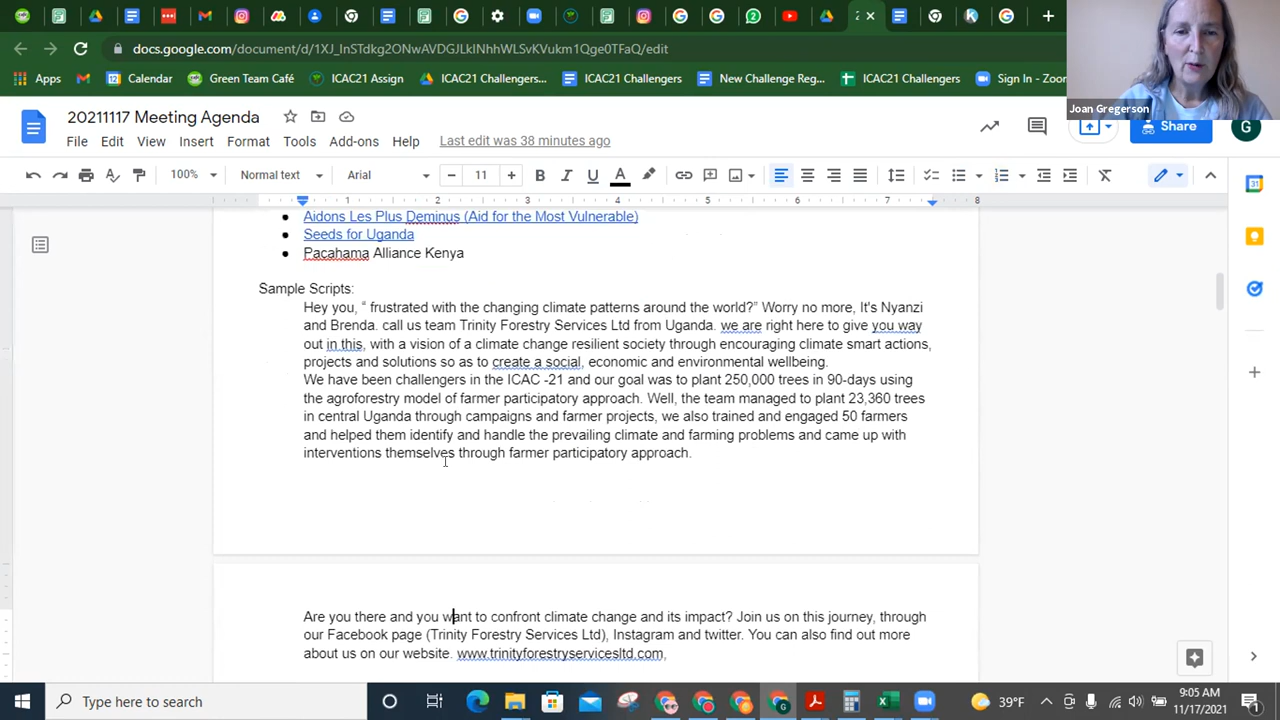 2
docs.google.com/document/d/1XJ_InSTdkg2ONwAVDGJLkINhhWLSvKVukm1Qge0TFaQ/edit
Apps Calendar Green Team Café ICAC21 Assign ICAC21 Challengers... ICAC21 Challengers New Challenge Reg... ICAC21 Challengers Sign In - Zoom
Joan Gregerson
20211117 Meeting Agenda
File Edit View Insert Format Tools Add-ons Help Last edit was 38 minutes ago
Share G
100% Normal text Arial 11 B I U A
1 2 3 4 5 6 7 8
31
Aidons Les Plus Deminus (Aid for the Most Vulnerable)
Seeds for Uganda
Pacahama Alliance Kenya
Sample Scripts:
Hey you, “ frustrated with the changing climate patterns around the world?” Worry no more, It's Nyanzi
and Brenda. call us team Trinity Forestry Services Ltd from Uganda. we are right here to give you way
out in this, with a vision of a climate change resilient society through encouraging climate smart actions,
projects and solutions so as to create a social, economic and environmental wellbeing.
We have been challengers in the ICAC -21 and our goal was to plant 250,000 trees in 90-days using
the agroforestry model of farmer participatory approach. Well, the team managed to plant 23,360 trees
in central Uganda through campaigns and farmer projects, we also trained and engaged 50 farmers
and helped them identify and handle the prevailing climate and farming problems and came up with
interventions themselves through farmer participatory approach.
Are you there and you want to confront climate change and its impact? Join us on this journey, through
our Facebook page (Trinity Forestry Services Ltd), Instagram and twitter. You can also find out more
about us on our website. www.trinityforestryservicesltd.com,
Type here to search
39°F
9:05 AM
11/17/2021